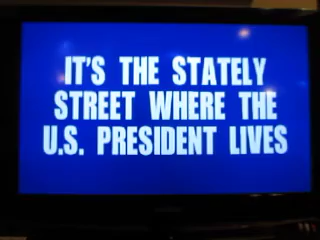 IT'S THE STATELY
STREET WHERE THE
U.S. PRESIDENT LIVES